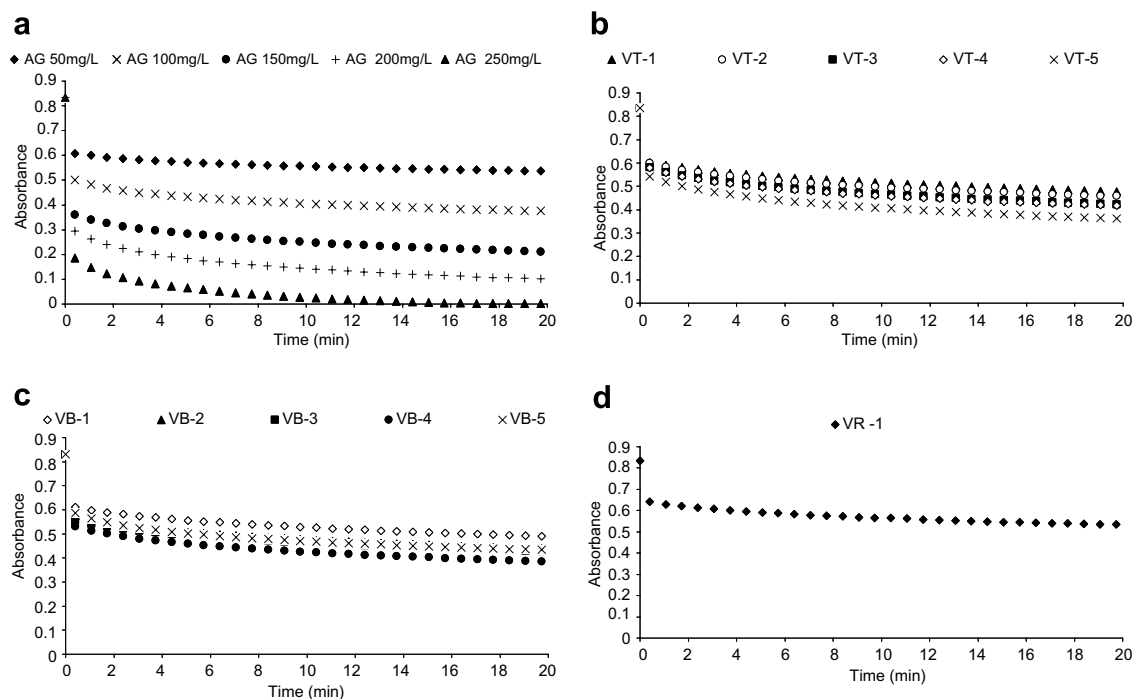 a
AG 50mg/L AG 100mg/L AG 150mg/L AG 200mg/L AG 250mg/L
0.9
0.8
0.7
0.6
0.5
0.4
0.3
0.2
0.1
0
Absorbance
0 2 4 6 8 10 12 14 16 18 20
Time (min)
b
VT-1 VT-2 VT-3 VT-4 VT-5
0.9
0.8
0.7
0.6
0.5
0.4
0.3
0.2
0.1
0
Absorbance
0 2 4 6 8 10 12 14 16 18 20
Time (min)
c
VB-1 VB-2 VB-3 VB-4 VB-5
0.9
0.8
0.7
0.6
0.5
0.4
0.3
0.2
0.1
0
Absorbance
0 2 4 6 8 10 12 14 16 18 20
Time (min)
d
VR -1
0.9
0.8
0.7
0.6
0.5
0.4
0.3
0.2
0.1
0
Absorbance
0 2 4 6 8 10 12 14 16 18 20
Time (min)